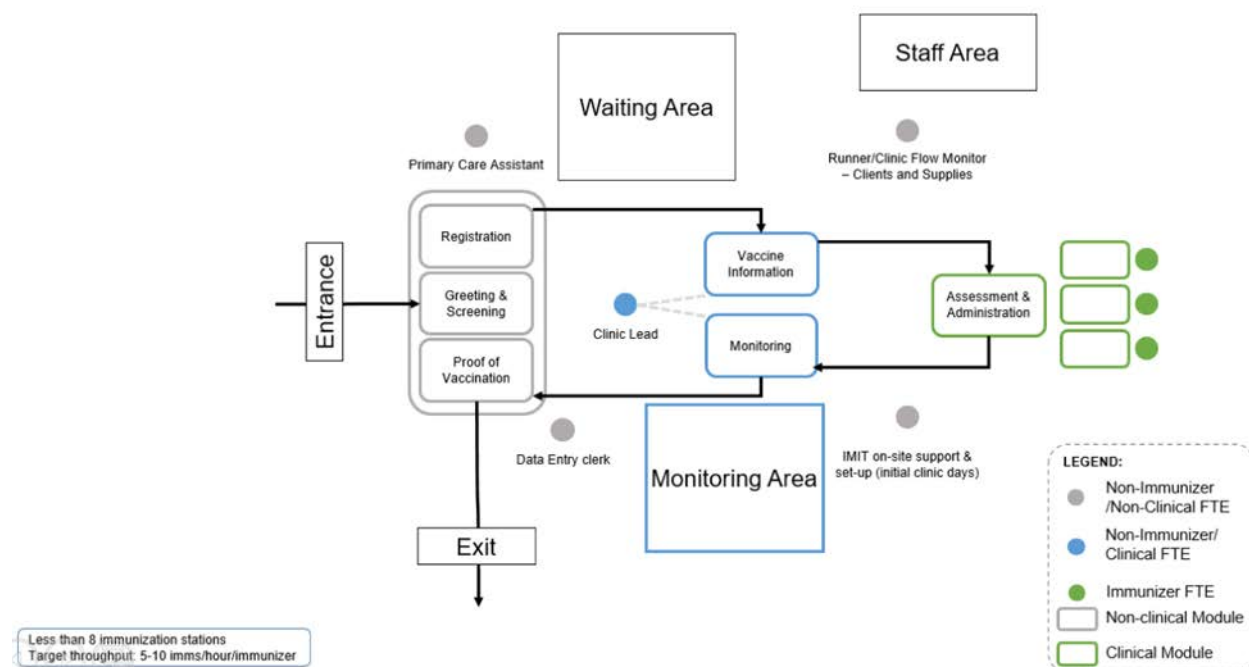 Staff Area
Waiting Area
Primary Care Assistant
Runner/Clinic Flow Monitor
– Clients and Supplies
Registration
Vaccine
Information
Entrance
Greeting &
Screening
Clinic Lead
Assessment &
Administration
Monitoring
Proof of
Vaccination
Data Entry clerk
IMIT on-site support &
set-up (initial clinic days)
Monitoring Area
Exit
LEGEND:
Non-Immunizer
/Non-Clinical FTE
Non-Immunizer/
Clinical FTE
Immunizer FTE
Non-clinical Module
Clinical Module
Less than 8 immunization stations
Target throughput: 5-10 imms/hour/immunizer